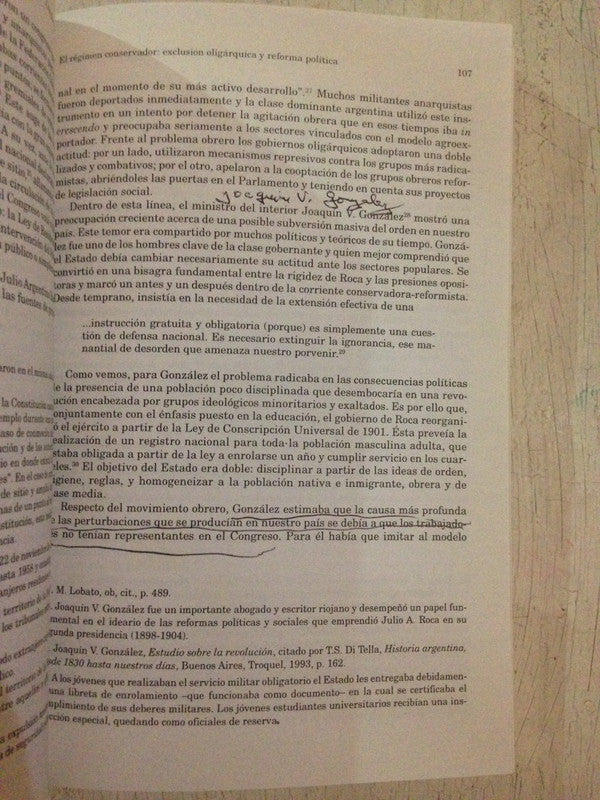 El régimen conservador: exclusión oligárquica y reforma política
107
nal en el momento de su más activo desarrollo".27 Muchos militantes anarquistas
fueron deportados inmediatamente y la clase dominante argentina utilizó este ins-
trumento en un intento por detener la agitación obrera que en esos tiempos iba in
crescendo y preocupaba seriamente a los sectores vinculados con el modelo agroex-
portador. Frente al problema obrero los gobiernos oligárquicos adoptaron una doble
actitud: por un lado, utilizaron mecanismos represivos contra los grupos más radica-
lizados y combativos; por el otro, apelaron a la cooptación de los grupos obreros refor-
mistas, abriéndoles las puertas en el Parlamento y teniendo en cuenta sus proyectos
de legislación social.
Joaquín V. González
Dentro de esta línea, el ministro del interior Joaquín V. González28 mostró una
preocupación creciente acerca de una posible subversión masiva del orden en nuestro
país. Este temor era compartido por muchos políticos y teóricos de su tiempo. Gonzá-
lez fue uno de los hombres clave de la clase gobernante y quien mejor comprendió que
el Estado debía cambiar necesariamente su actitud ante los sectores populares. Se
convirtió en una bisagra fundamental entre la rigidez de Roca y las presiones oposi-
toras y marcó un antes y un después dentro de la corriente conservadora-reformista.
Desde temprano, insistía en la necesidad de la extensión efectiva de una
...instrucción gratuita y obligatoria (porque) es simplemente una cues-
tión de defensa nacional. Es necesario extinguir la ignorancia, ese ma-
nantial de desorden que amenaza nuestro porvenir.29
Como vemos, para González el problema radicaba en las consecuencias políticas
e la presencia de una población poco disciplinada que desembocaría en una revo-
ución encabezada por grupos ideológicos minoritarios y exaltados. Es por ello que,
onjuntamente con el énfasis puesto en la educación, el gobierno de Roca reorgani-
ó el ejército a partir de la Ley de Conscripción Universal de 1901. Ésta preveía la
ealización de un registro nacional para toda la población masculina adulta, que
staba obligada a partir de la ley a enrolarse un año y cumplir servicio en los cuar-
eles.30 El objetivo del Estado era doble: disciplinar a partir de las ideas de orden,
igiene, reglas, y homogeneizar a la población nativa e inmigrante, obrera y de
ase media.
Respecto del movimiento obrero, González estimaba que la causa más profunda
e las perturbaciones que se producían en nuestro país se debía a que los trabajado-
es no tenían representantes en el Congreso. Para él había que imitar al modelo
. M. Lobato, ob, cit., p. 489.
. Joaquín V. González fue un importante abogado y escritor riojano y desempeñó un papel fun-
mental en el ideario de las reformas políticas y sociales que emprendió Julio A. Roca en su
gunda presidencia (1898-1904).
. Joaquín V. González, Estudio sobre la revolución, citado por T.S. Di Tella, Historia argentina,
sde 1830 hasta nuestros días, Buenos Aires, Troquel, 1993, p. 162.
. A los jóvenes que realizaban el servicio militar obligatorio el Estado les entregaba debidamen-
una libreta de enrolamiento –que funcionaba como documento– en la cual se certificaba el
mplimiento de sus deberes militares. Los jóvenes estudiantes universitarios recibían una ins-
cción especial, quedando como oficiales de reserva.